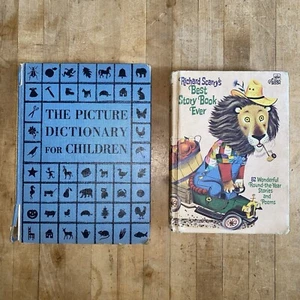 THE PICTURE
DICTIONARY
FOR CHILDREN
Richard Scarry's
Best
Story Book
Ever
82 Wonderful
Round-the-Year
Stories
and
Poems